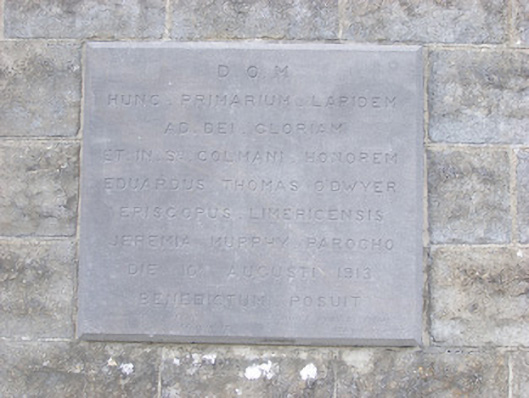 D O M
HUNC PRIMARIUM LAPIDEM
AD DEI GLORIAM
ET IN Sti COLMANI HONOREM
EDUARDUS THOMAS O'DWYER
EPISCOPUS LIMERICENSIS
JEREMIA MURPHY PAROCHO
DIE 10 AUGUSTI 1913
BENEDICTUM POSUIT